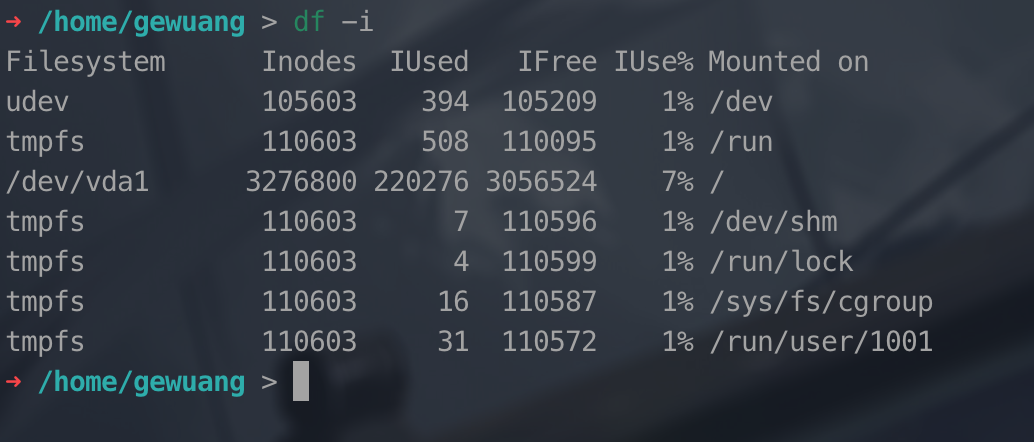 ➜ /home/gewuang > df -i
Filesystem      Inodes  IUsed   IFree IUse% Mounted on
udev            105603    394  105209    1% /dev
tmpfs           110603    508  110095    1% /run
/dev/vda1      3276800 220276 3056524    7% /
tmpfs           110603      7  110596    1% /dev/shm
tmpfs           110603      4  110599    1% /run/lock
tmpfs           110603     16  110587    1% /sys/fs/cgroup
tmpfs           110603     31  110572    1% /run/user/1001
➜ /home/gewuang >